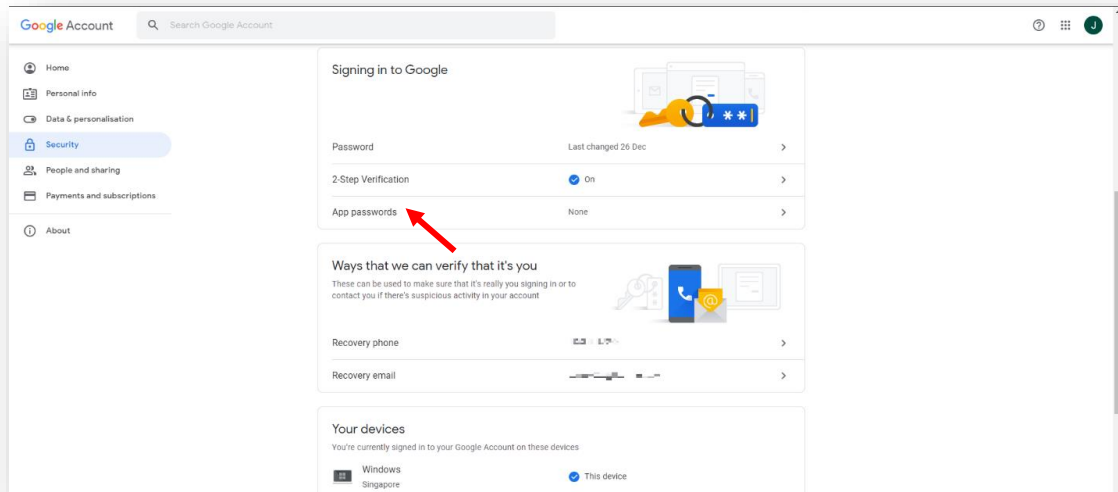 Google Account
Search Google Account
J
Home
Personal info
Data & personalisation
Security
People and sharing
Payments and subscriptions
About
Signing in to Google
**
Password Last changed 26 Dec
2-Step Verification On
App passwords None
Ways that we can verify that it's you
These can be used to make sure that it's really you signing in or to
contact you if there's suspicious activity in your account
@
Recovery phone
Recovery email
Your devices
You're currently signed in to your Google Account on these devices
Windows
Singapore
This device